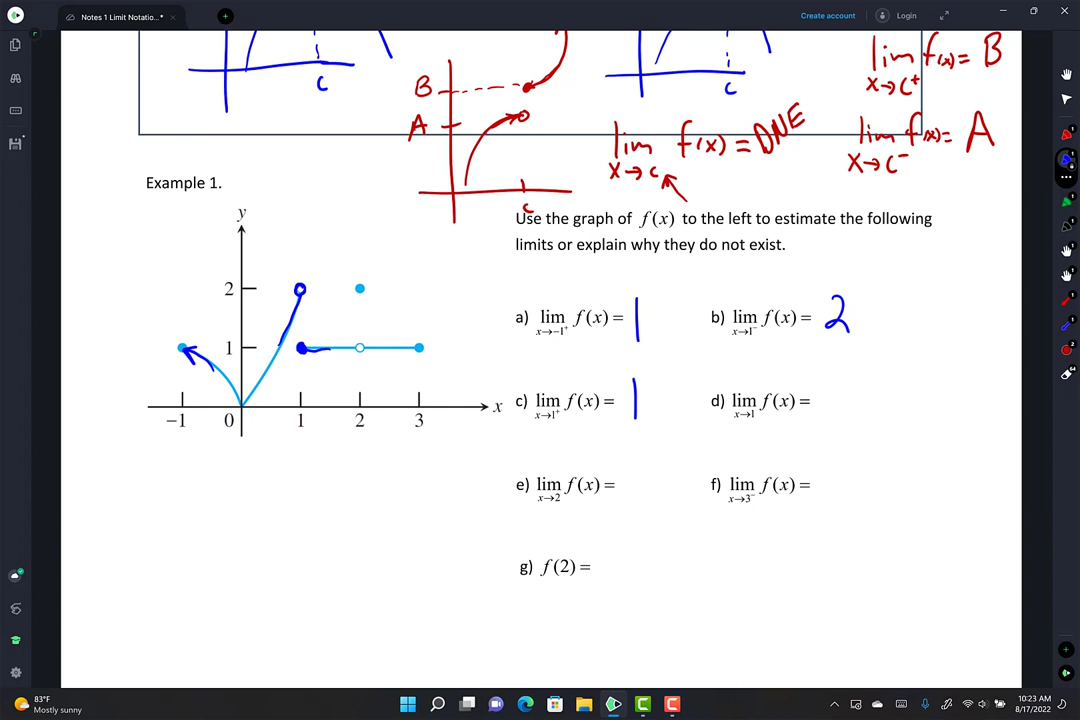 Notes 1 Limit Notation...*
Create account
Login
c
B
A
c
c
lim f(x) = B
x→c⁺
lim f(x) = DNE
x→c
lim f(x) = A
x→c⁻
Example 1.
y
2
1
−1 0 1 2 3 x
Use the graph of f(x) to the left to estimate the following
limits or explain why they do not exist.
a) lim f(x) = 1
x→−1⁺
b) lim f(x) = 2
x→1⁻
c) lim f(x) = 1
x→1⁺
d) lim f(x) =
x→1
e) lim f(x) =
x→2
f) lim f(x) =
x→3⁻
g) f(2) =
83°F
Mostly sunny
10:23 AM
8/17/2022